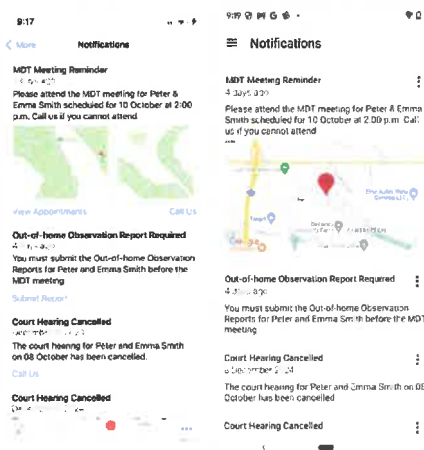 9:17
More
Notifications
MDT Meeting Reminder
Please attend the MDT meeting for Peter &
Emma Smith scheduled for 10 October at 2:00
p.m. Call us if you cannot attend
View Appointments
Call Us
Out-of-home Observation Report Required
You must submit the Out-of-home Observation
Reports for Peter and Emma Smith before the
MDT meeting
Submit Report
Court Hearing Cancelled
The court hearing for Peter and Emma Smith
on 08 October has been cancelled.
Call Us
Court Hearing Cancelled
9:19
Notifications
MDT Meeting Reminder
4 days ago
Please attend the MDT meeting for Peter & Emma
Smith scheduled for 10 October at 2:00 p.m. Call
us if you cannot attend
Out-of-home Observation Report Required
4 days ago
You must submit the Out-of-home Observation
Reports for Peter and Emma Smith before the MDT
meeting
Court Hearing Cancelled
The court hearing for Peter and Emma Smith on 08
October has been cancelled
Court Hearing Cancelled